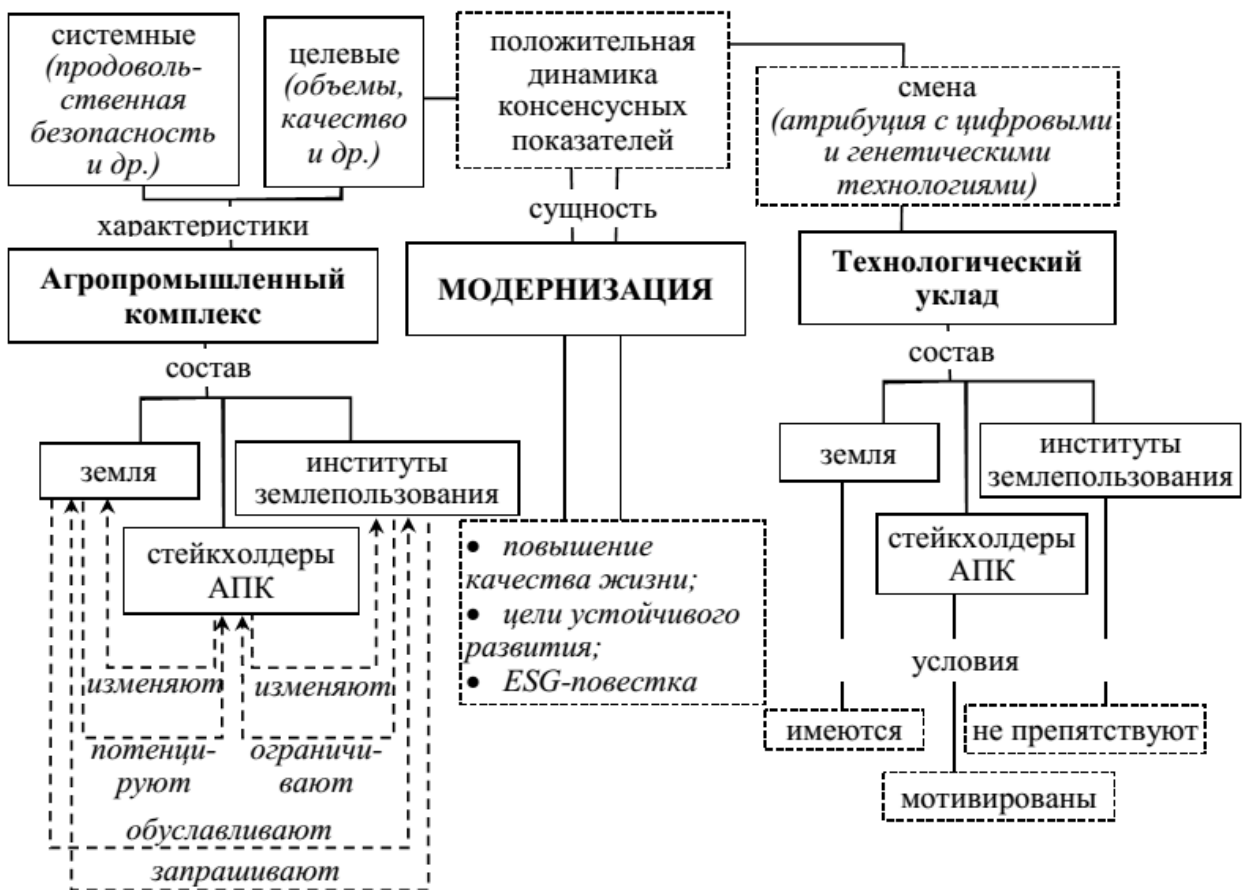 системные
(продоволь-
ственная
безопасность
и др.)
целевые
(объемы,
качество
и др.)
положительная
динамика
консенсусных
показателей
смена
(атрибуция с цифровыми
и генетическими
технологиями)
характеристики
сущность
Агропромышленный
комплекс
МОДЕРНИЗАЦИЯ
Технологический
уклад
состав
состав
земля
институты
землепользования
стейкхолдеры
АПК
земля
институты
землепользования
стейкхолдеры
АПК
• повышение
качества жизни;
• цели устойчивого
развития;
• ESG-повестка
изменяют
изменяют
потенци-
руют
ограничи-
вают
обуславливают
запрашивают
условия
имеются
не препятствуют
мотивированы